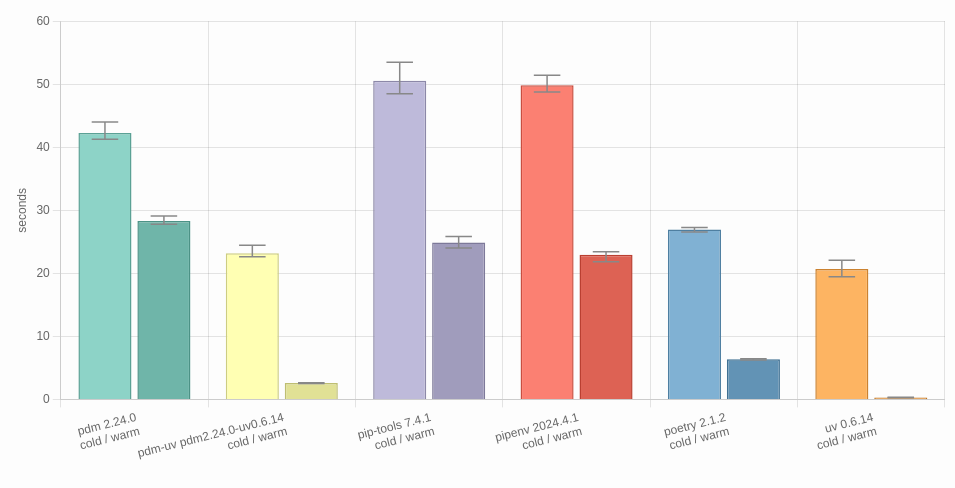 60
50
40
30
20
10
0
seconds
pdm 2.24.0
cold / warm
pdm-uv pdm2.24.0-uv0.6.14
cold / warm
pip-tools 7.4.1
cold / warm
pipenv 2024.4.1
cold / warm
poetry 2.1.2
cold / warm
uv 0.6.14
cold / warm